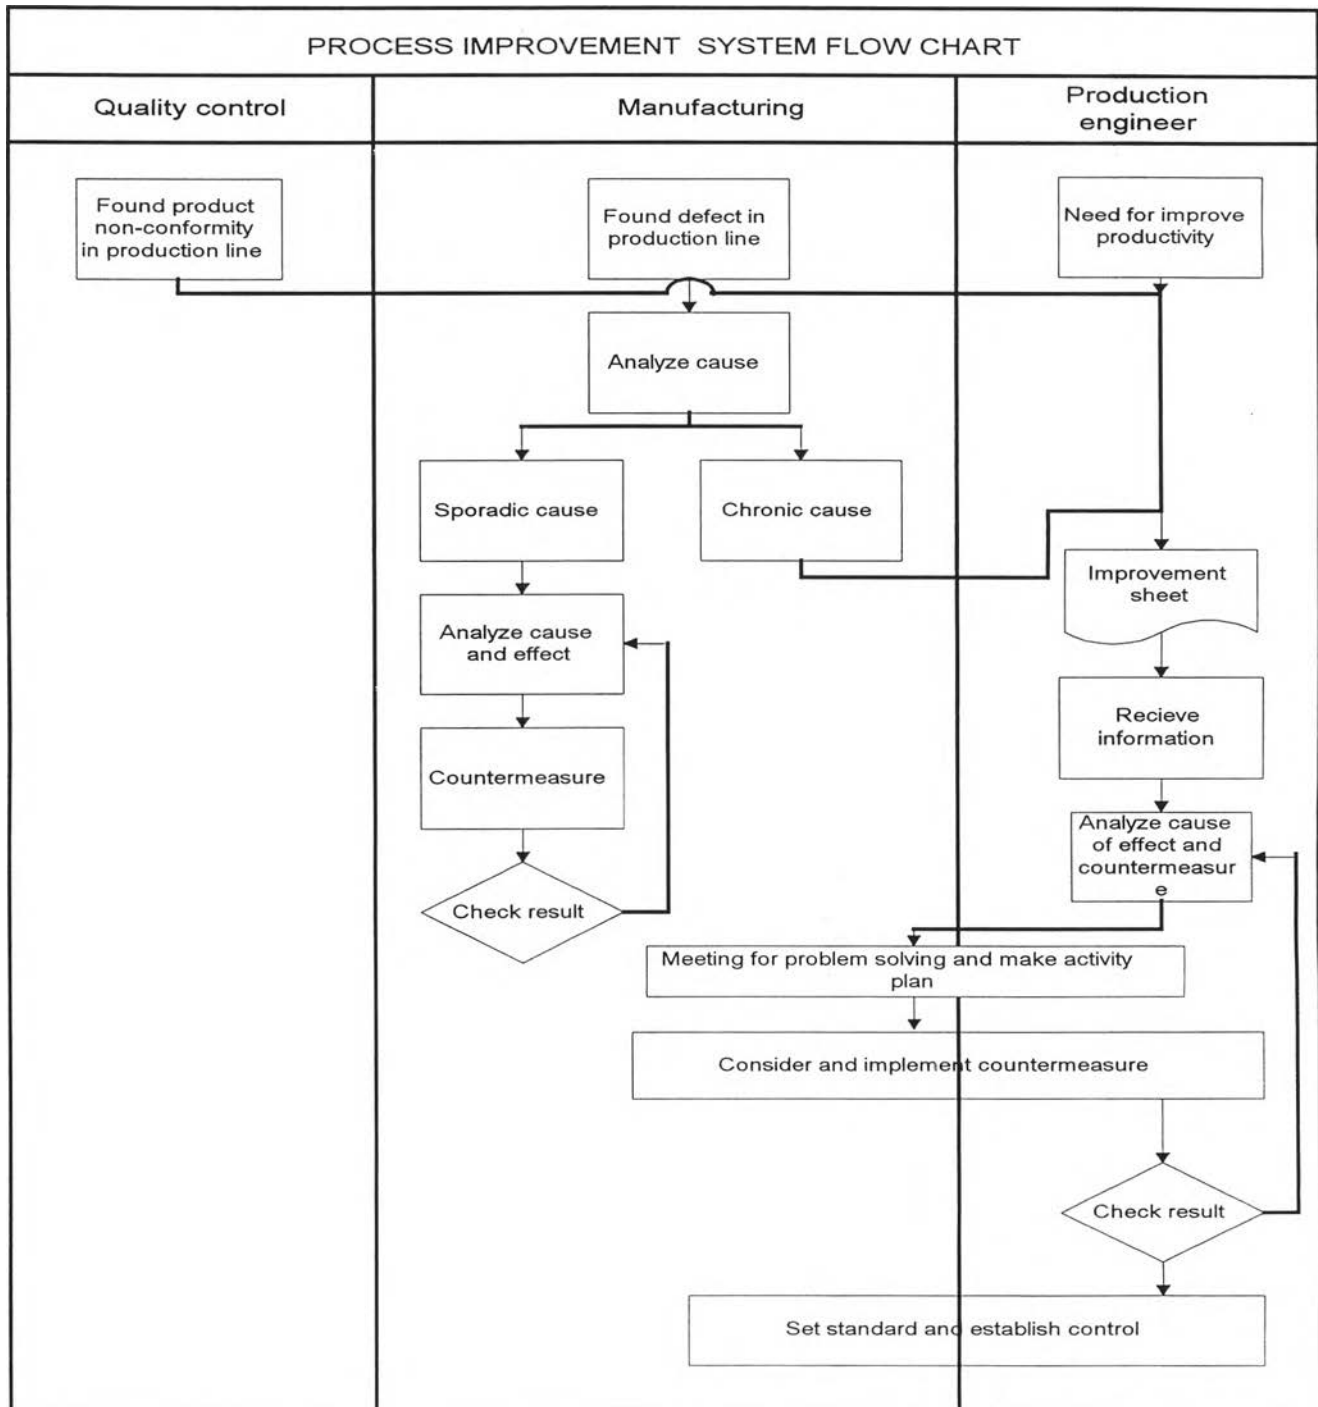 PROCESS IMPROVEMENT SYSTEM FLOW CHART
Quality control
Manufacturing
Production
engineer
Found product
non-conformity
in production line
Found defect in
production line
Need for improve
productivity
Analyze cause
Sporadic cause
Chronic cause
Improvement
sheet
Analyze cause
and effect
Recieve
information
Countermeasure
Analyze cause
of effect and
countermeasur
e
Check result
Meeting for problem solving and make activity
plan
Consider and implement countermeasure
Check result
Set standard and establish control